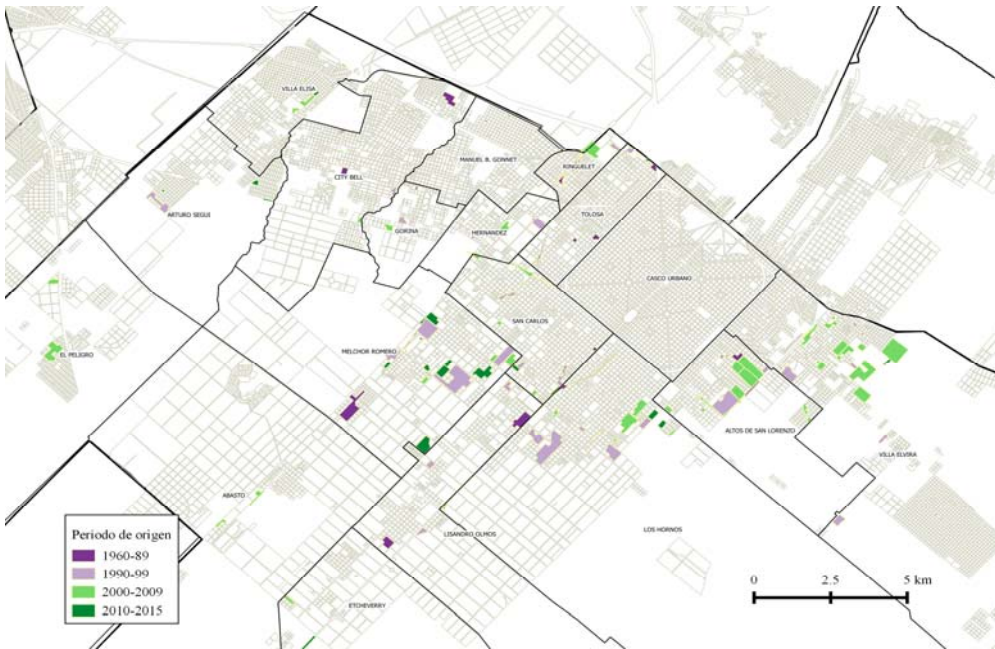 VILLA ELISA
MANUEL B. GONNET
RINGUELET
CITY BELL
ARTURO SEGUI
TOLOSA
GORINA
HERNANDEZ
CASCO URBANO
SAN CARLOS
MELCHOR ROMERO
EL PELIGRO
ALTOS DE SAN LORENZO
VILLA ELVIRA
ABASTO
LISANDRO OLMOS
LOS HORNOS
ETCHEVERRY
Período de origen
1960-89
1990-99
2000-2009
2010-2015
0 2.5 5 km